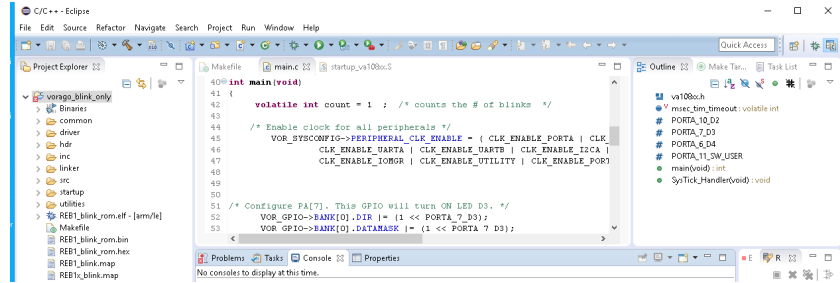 C/C++ - Eclipse
File Edit Source Refactor Navigate Search Project Run Window Help
Quick Access
Project Explorer
vorago_blink_only
Binaries
common
driver
hdr
inc
linker
src
startup
utilities
REB1_blink_rom.elf - [arm/le]
Makefile
REB1_blink_rom.bin
REB1_blink_rom.hex
REB1_blink.map
REB1x_blink.map
Makefile main.c startup_va108xx.S
40 int main(void)
41 {
42 volatile int count = 1 ; /* counts the # of blinks */
43
44 /* Enable clock for all peripherals */
45 VOR_SYSCONFIG->PERIPHERAL_CLK_ENABLE = ( CLK_ENABLE_PORTA | CLK_
46 CLK_ENABLE_UARTA | CLK_ENABLE_UARTB | CLK_ENABLE_I2CA |
47 CLK_ENABLE_IOMGR | CLK_ENABLE_UTILITY | CLK_ENABLE_PORT
48
49
50
51 /* Configure PA[7]. This GPIO will turn ON LED D3. */
52 VOR_GPIO->BANK[0].DIR |= (1 << PORTA_7_D3);
53 VOR_GPIO->BANK[0].DATAMASK |= (1 << PORTA_7_D3);
Problems Tasks Console Properties
No consoles to display at this time.
Outline Make Tar... Task List
va108xx.h
msec_tim_timeout : volatile int
PORTA_10_D2
PORTA_7_D3
PORTA_6_D4
PORTA_11_SW_USER
main(void) : int
SysTick_Handler(void) : void
E R